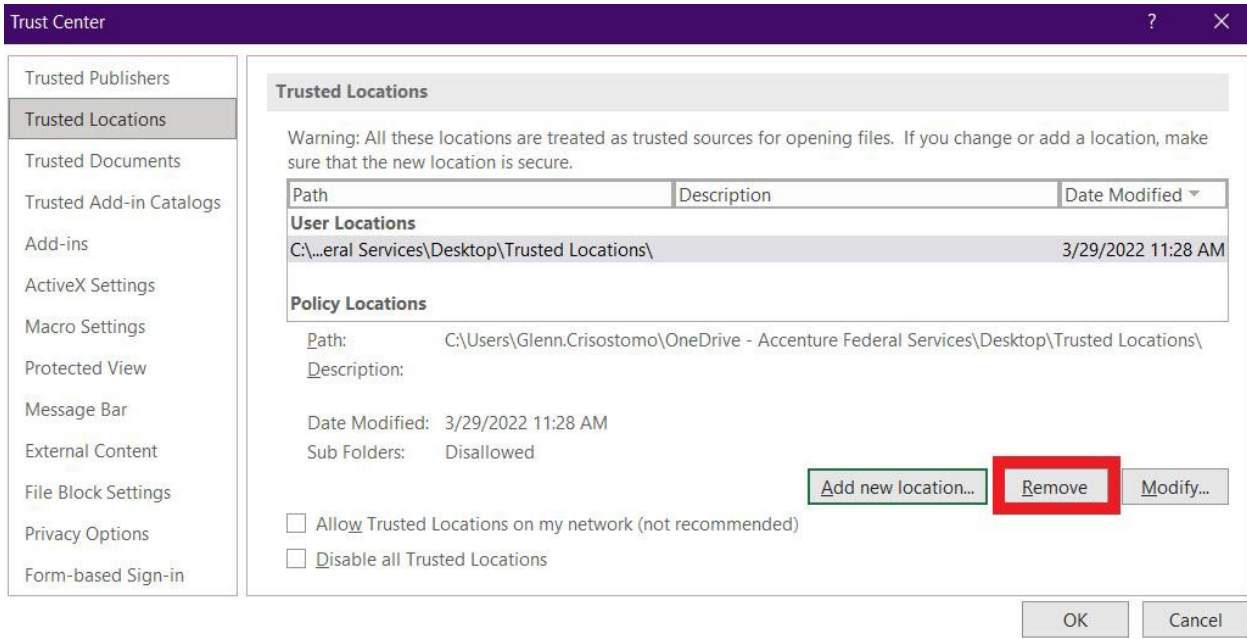 Trust Center
?
Trusted Publishers
Trusted Locations
Trusted Documents
Trusted Add-in Catalogs
Add-ins
ActiveX Settings
Macro Settings
Protected View
Message Bar
External Content
File Block Settings
Privacy Options
Form-based Sign-in
Trusted Locations
Warning: All these locations are treated as trusted sources for opening files. If you change or add a location, make
sure that the new location is secure.
Path Description Date Modified
User Locations
C:\...eral Services\Desktop\Trusted Locations\ 3/29/2022 11:28 AM
Policy Locations
Path: C:\Users\Glenn.Crisostomo\OneDrive - Accenture Federal Services\Desktop\Trusted Locations\
Description:
Date Modified: 3/29/2022 11:28 AM
Sub Folders: Disallowed
Add new location... Remove Modify...
Allow Trusted Locations on my network (not recommended)
Disable all Trusted Locations
OK Cancel